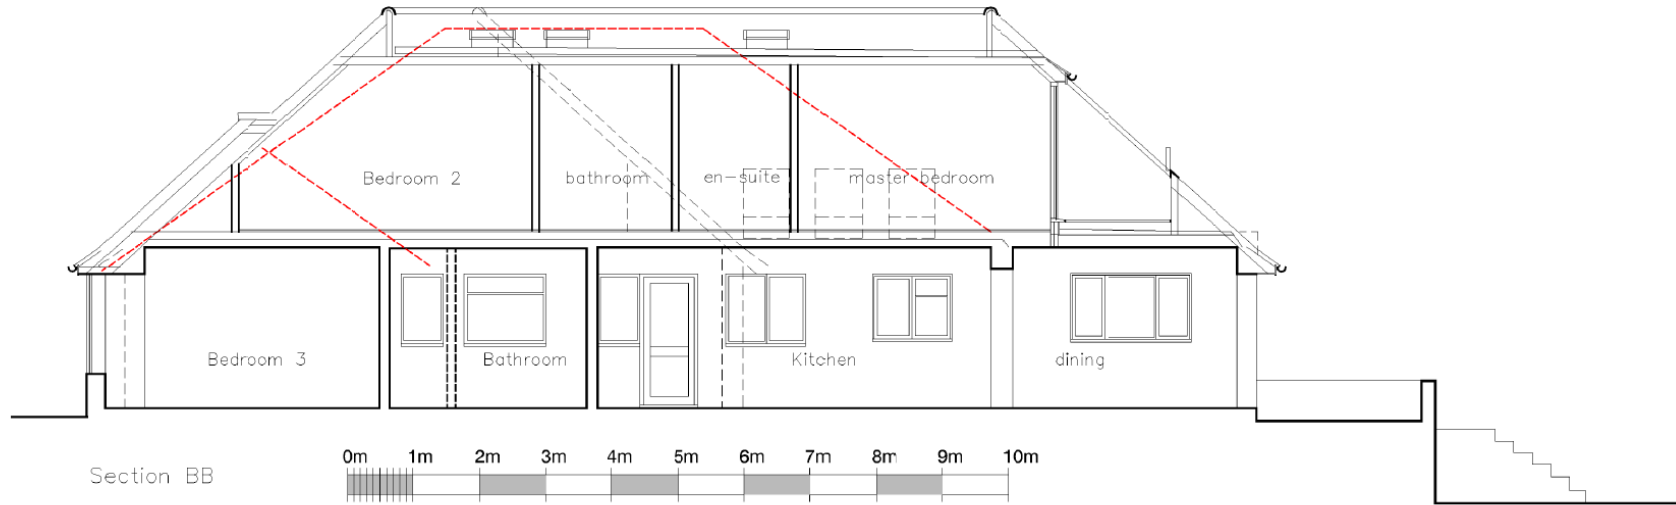 Bedroom 2
bathroom
en-suite
master bedroom
Bedroom 3
Bathroom
Kitchen
dining
Section BB
0m 1m 2m 3m 4m 5m 6m 7m 8m 9m 10m